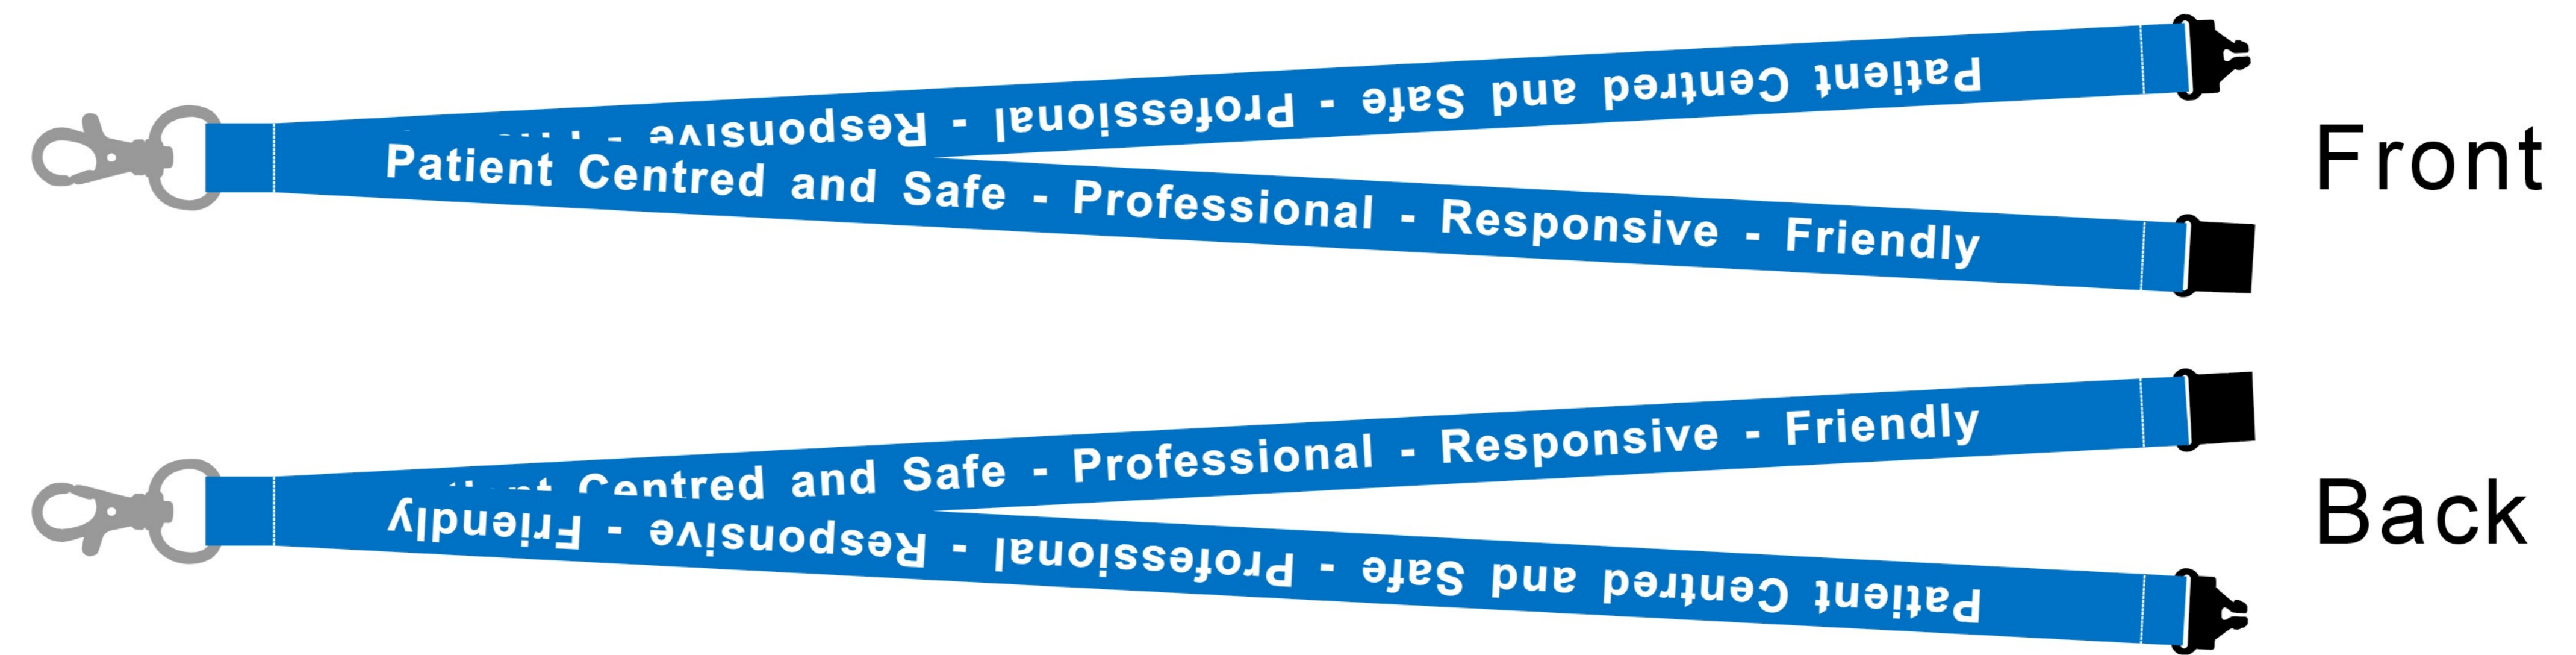 Patient Centred and Safe - Professional - Responsive
Patient Centred and Safe - Professional - Responsive - Friendly
Front
Centred and Safe - Professional - Responsive - Friendly
Patient Centred and Safe - Professional - Responsive - Friendly
Back